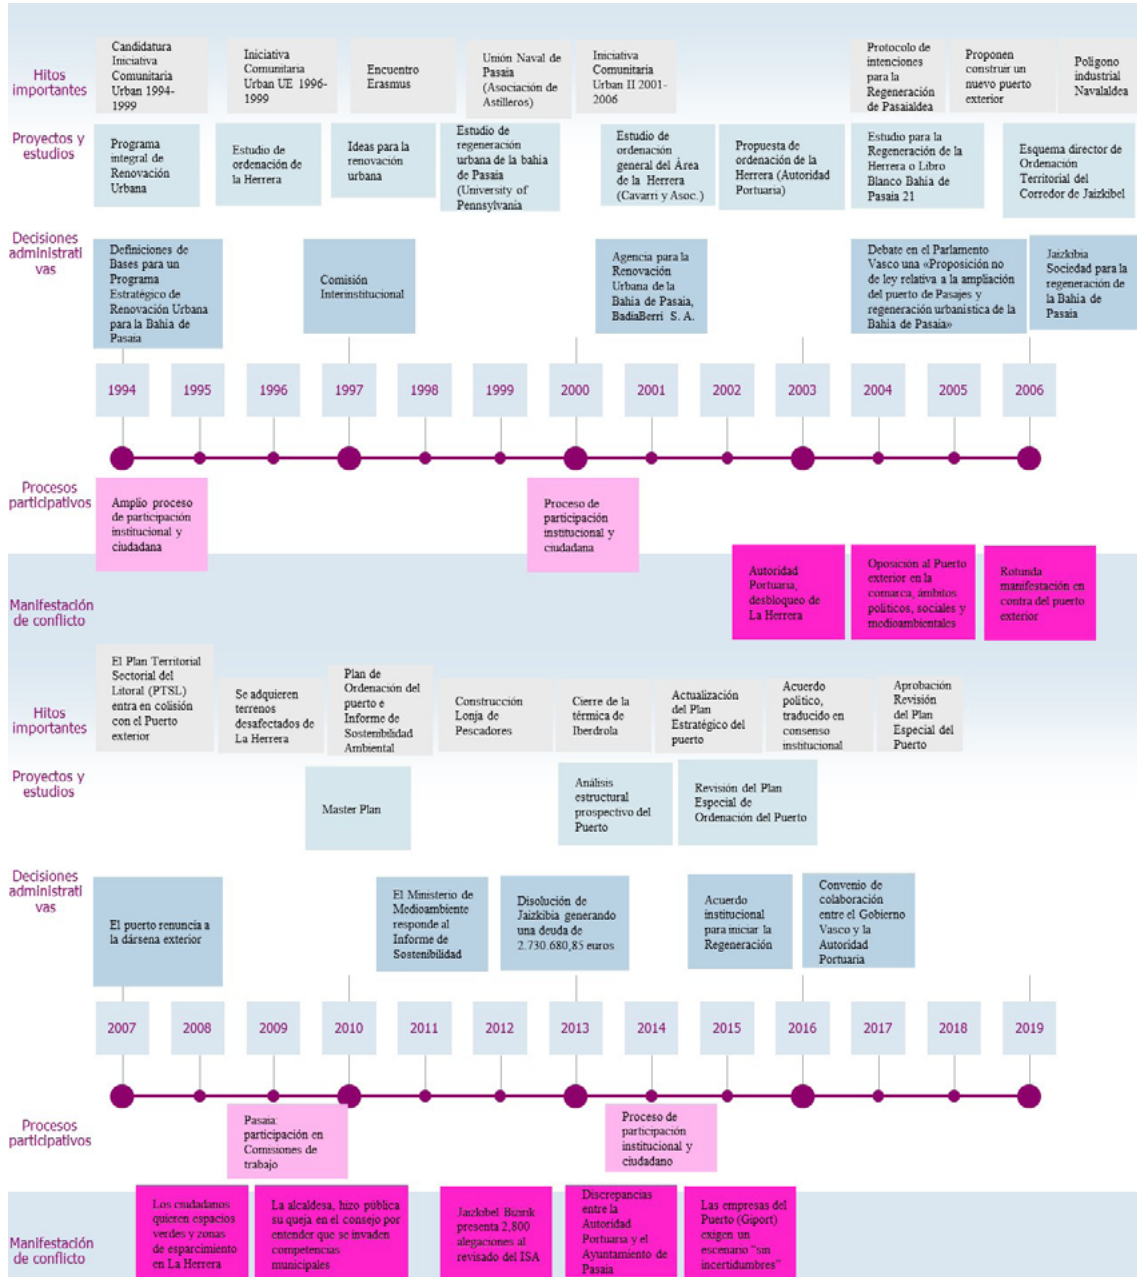 Hitos
importantes
Candidatura
Iniciativa
Comunitaria
Urban 1994-
1999
Iniciativa
Comunitaria
Urban UE 1996-
1999
Encuentro
Erasmus
Unión Naval de
Pasaia
(Asociación de
Astilleros)
Iniciativa
Comunitaria
Urban II 2001-
2006
Protocolo de
intenciones
para la
Regeneración
de Pasaialdea
Proponen
construir un
nuevo puerto
exterior
Polígono
industrial
Navalaldea
Proyectos y
estudios
Programa
integral de
Renovación
Urbana
Estudio de
ordenación de
la Herrera
Ideas para la
renovación
urbana
Estudio de
regeneración
urbana de la bahia
de Pasaia
(University of
Pennsylvania
Estudio de
ordenación
general del Área
de la Herrera
(Cavarri y Asoc.)
Propuesta de
ordenación de la
Herrera (Autoridad
Portuaria)
Estudio para la
Regeneración de la
Herrera o Libro
Blanco Bahia de
Pasaia 21
Esquema director de
Ordenación
Territorial del
Corredor de Jaizkibel
Decisiones
administrati
vas
Definiciones de
Bases para un
Programa
Estratégico de
Renovación Urbana
para la Bahia de
Pasaia
Comisión
Interinstitucional
Agencia para la
Renovación
Urbana de la
Bahia de Pasaia,
BadiaBerri S. A.
Debate en el Parlamento
Vasco una «Proposición no
de ley relativa a la ampliación
del puerto de Pasajes y
regeneración urbanistica de la
Bahia de Pasaia»
Jaizkibia
Sociedad para la
regeneración de
la Bahia de
Pasaia
1994
1995
1996
1997
1998
1999
2000
2001
2002
2003
2004
2005
2006
Procesos
participativos
Amplio proceso
de participación
institucional y
ciudadana
Proceso de
participación
institucional y
ciudadana
Manifestación
de conflicto
Autoridad
Portuaria,
desbloqueo de
La Herrera
Oposición al Puerto
exterior en la
comarca, ámbitos
políticos, sociales y
medioambientales
Rotunda
manifestación en
contra del puerto
exterior
Hitos
importantes
El Plan Territorial
Sectorial del
Litoral (PTSL)
entra en colisión
con el Puerto
exterior
Se adquieren
terrenos
desafectados de
La Herrera
Plan de
Ordenación del
puerto e
Informe de
Sostenibilidad
Ambiental
Construcción
Lonja de
Pescadores
Cierre de la
térmica de
Iberdrola
Actualización
del Plan
Estratégico del
puerto
Acuerdo
político,
traducido en
consenso
institucional
Aprobación
Revisión
del Plan
Especial del
Puerto
Proyectos y
estudios
Master Plan
Análisis
estructural
prospectivo del
Puerto
Revisión del Plan
Especial de
Ordenación del Puerto
Decisiones
administrati
vas
El puerto renuncia a
la dársena exterior
El Ministerio de
Medioambiente
responde al
Informe de
Sostenibilidad
Disolución de
Jaizkibia generando
una deuda de
2.730.680,85 euros
Acuerdo
institucional
para iniciar la
Regeneración
Convenio de
colaboración
entre el Gobierno
Vasco y la
Autoridad
Portuaria
2007
2008
2009
2010
2011
2012
2013
2014
2015
2016
2017
2018
2019
Procesos
participativos
Pasaia:
participación en
Comisiones de
trabajo
Proceso de
participación
institucional y
ciudadano
Manifestación
de conflicto
Los ciudadanos
quieren espacios
verdes y zonas
de esparcimiento
en La Herrera
La alcaldesa, hizo pública
su queja en el consejo por
entender que se invaden
competencias
municipales
Jaizkibel Bizirik
presenta 2,800
alegaciones al
revisado del ISA
Discrepancias
entre la
Autoridad
Portuaria y el
Ayuntamiento de
Pasaia
Las empresas del
Puerto (Giport)
exigen un
escenario "sin
incertidumbres"